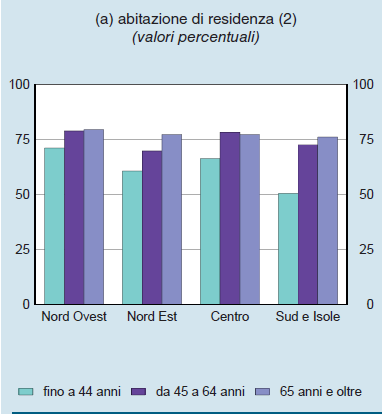 (a) abitazione di residenza (2)
(valori percentuali)
100 100
75 75
50 50
25 25
0 0
Nord Ovest Nord Est Centro Sud e Isole
fino a 44 anni da 45 a 64 anni 65 anni e oltre